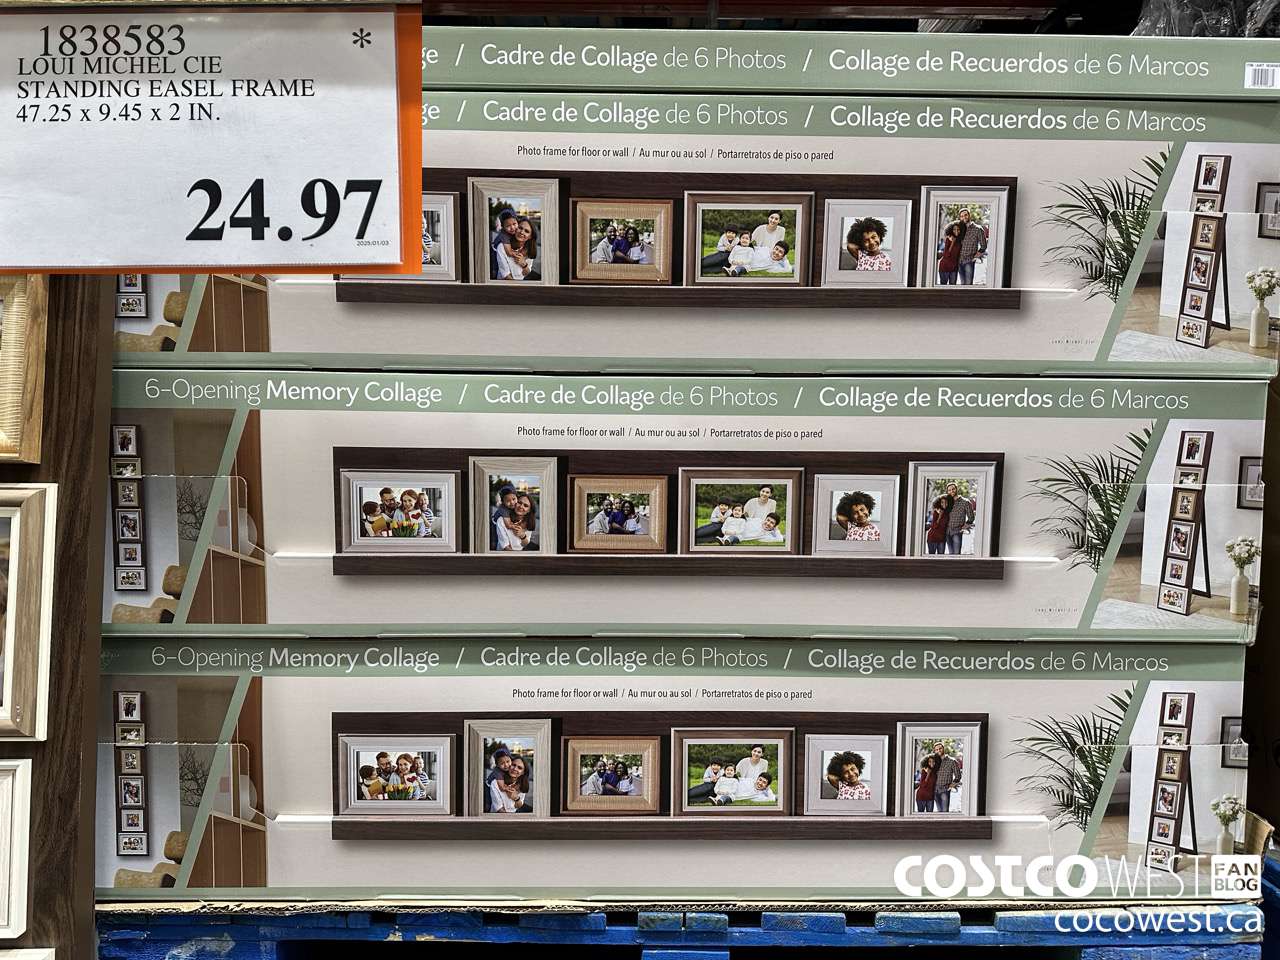 1838583 *
LOUI MICHEL CIE
STANDING EASEL FRAME
47.25 x 9.45 x 2 IN.
24.97
2025/01/03
ge / Cadre de Collage de 6 Photos / Collage de Recuerdos de 6 Marcos
ge / Cadre de Collage de 6 Photos / Collage de Recuerdos de 6 Marcos
Photo frame for floor or wall / Au mur ou au sol / Portarretratos de piso o pared
6-Opening Memory Collage / Cadre de Collage de 6 Photos / Collage de Recuerdos de 6 Marcos
Photo frame for floor or wall / Au mur ou au sol / Portarretratos de piso o pared
6-Opening Memory Collage / Cadre de Collage de 6 Photos / Collage de Recuerdos de 6 Marcos
Photo frame for floor or wall / Au mur ou au sol / Portarretratos de piso o pared
COSTCO WEST FAN BLOG
cocowest.ca